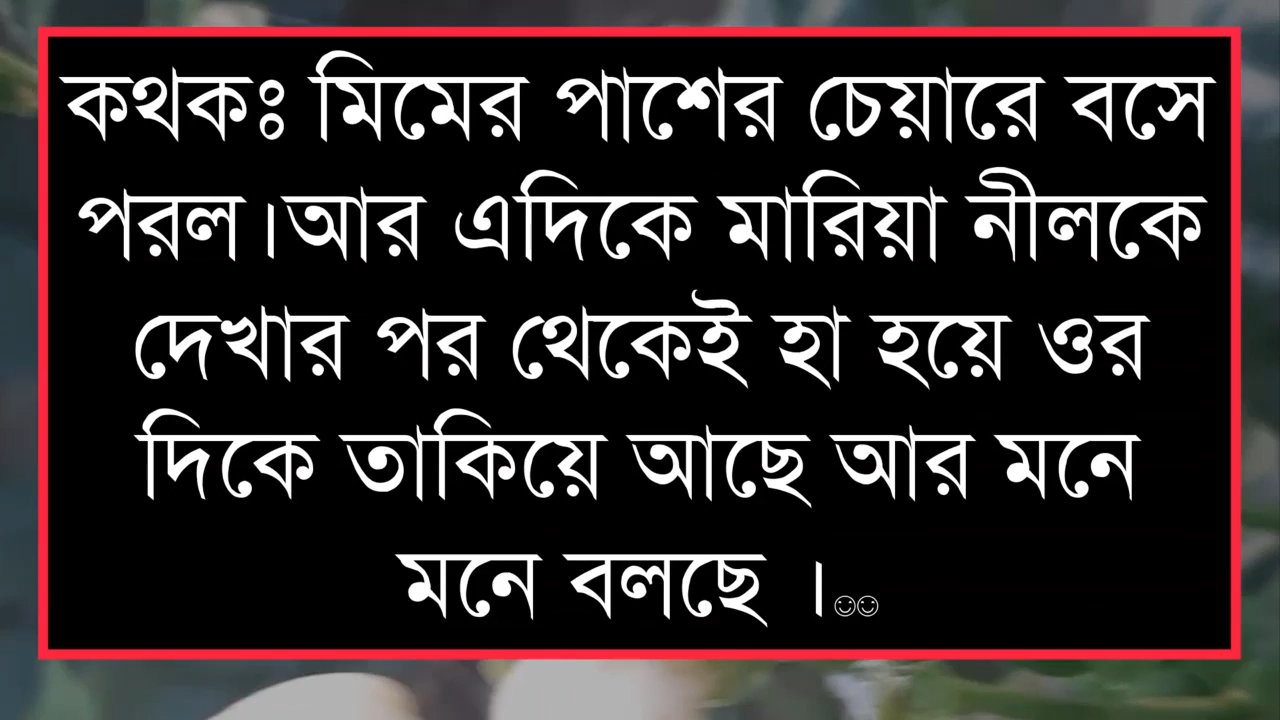 কথকঃ মিমের পাশের চেয়ারে বসে
পরল।আর এদিকে মারিয়া নীলকে
দেখার পর থেকেই হা হয়ে ওর
দিকে তাকিয়ে আছে আর মনে
মনে বলছে ।☺☺